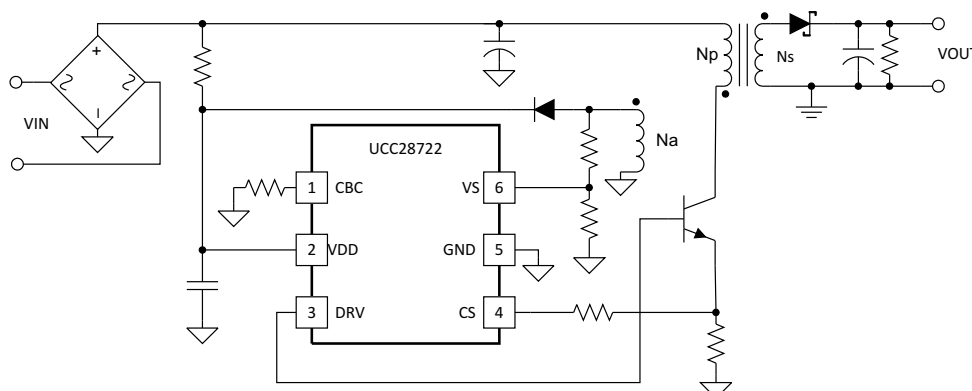 Np
Ns
VOUT
VIN
Na
UCC28722
1 CBC
VS 6
2 VDD
GND 5
3 DRV
CS 4